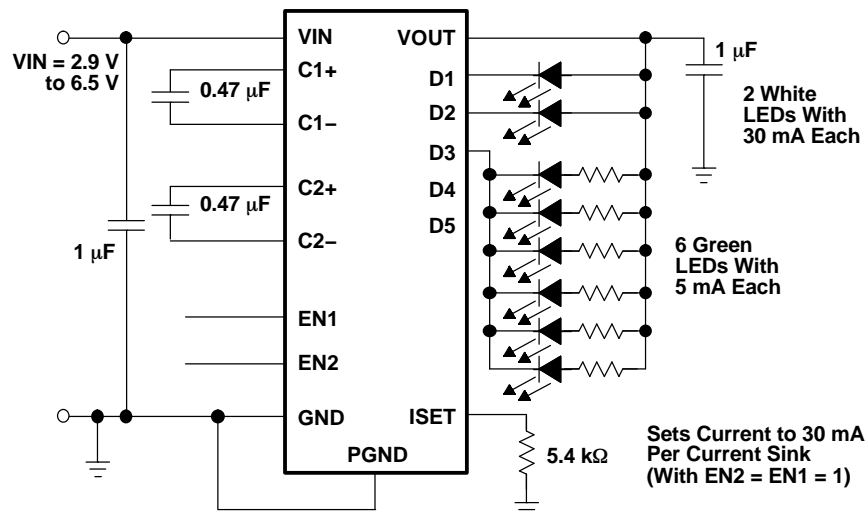 VIN = 2.9 V
to 6.5 V
1 μF
0.47 μF
0.47 μF
VIN
C1+
C1−
C2+
C2−
EN1
EN2
GND
PGND
VOUT
D1
D2
D3
D4
D5
ISET
1 μF
2 White
LEDs With
30 mA Each
6 Green
LEDs With
5 mA Each
5.4 kΩ
Sets Current to 30 mA
Per Current Sink
(With EN2 = EN1 = 1)